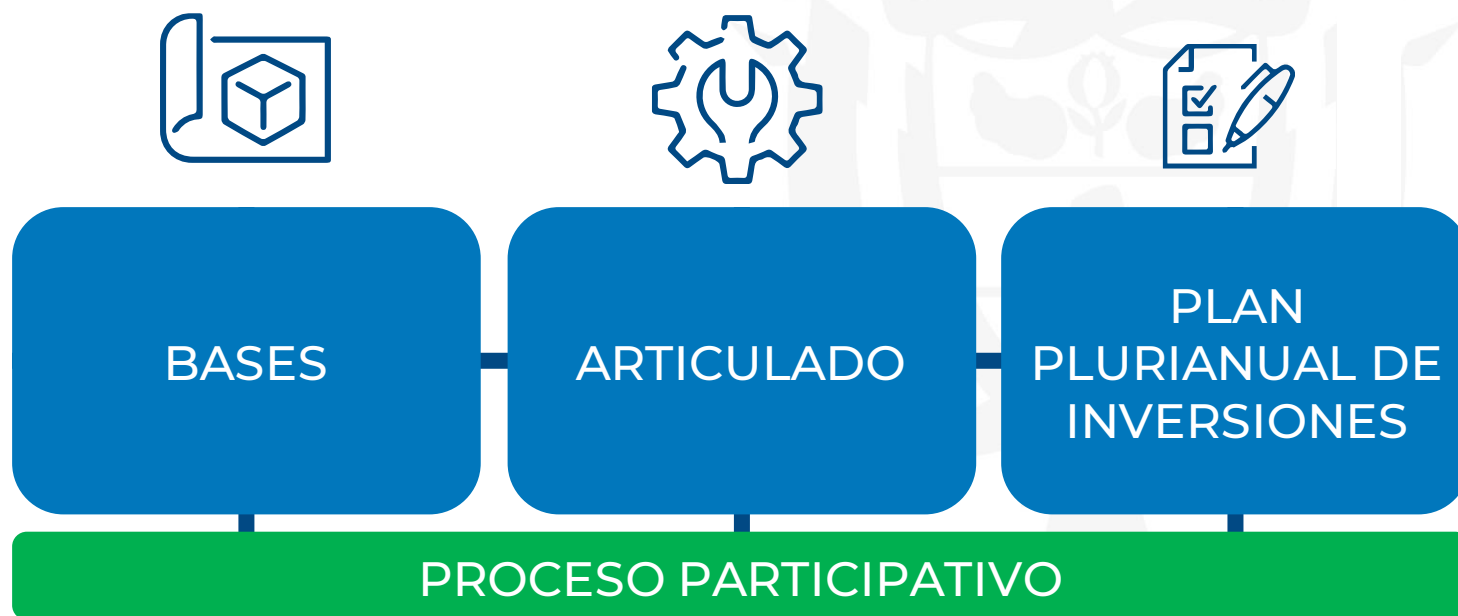 BASES
ARTICULADO
PLAN
PLURIANUAL DE
INVERSIONES
PROCESO PARTICIPATIVO